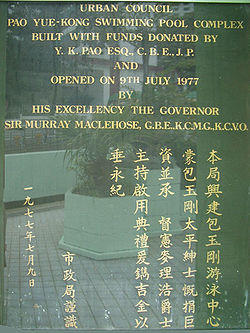 URBAN COUNCIL
PAO YUE-KONG SWIMMING POOL COMPLEX
BUILT WITH FUNDS DONATED BY
Y. K. PAO ESQ., C. B. E., J. P.
AND
OPENED ON 9TH JULY 1977
BY
HIS EXCELLENCY THE GOVERNOR
SIR MURRAY MACLEHOSE, G.B.E., K.C.M.G., K.C.V.O.
本局興建包玉剛游泳中心
蒙包玉剛太平紳士慨捐巨
資並承 督憲麥理浩爵士
主持啟用典禮爰鐫吉金以
垂永紀
市政局謹識
一九七七年七月九日